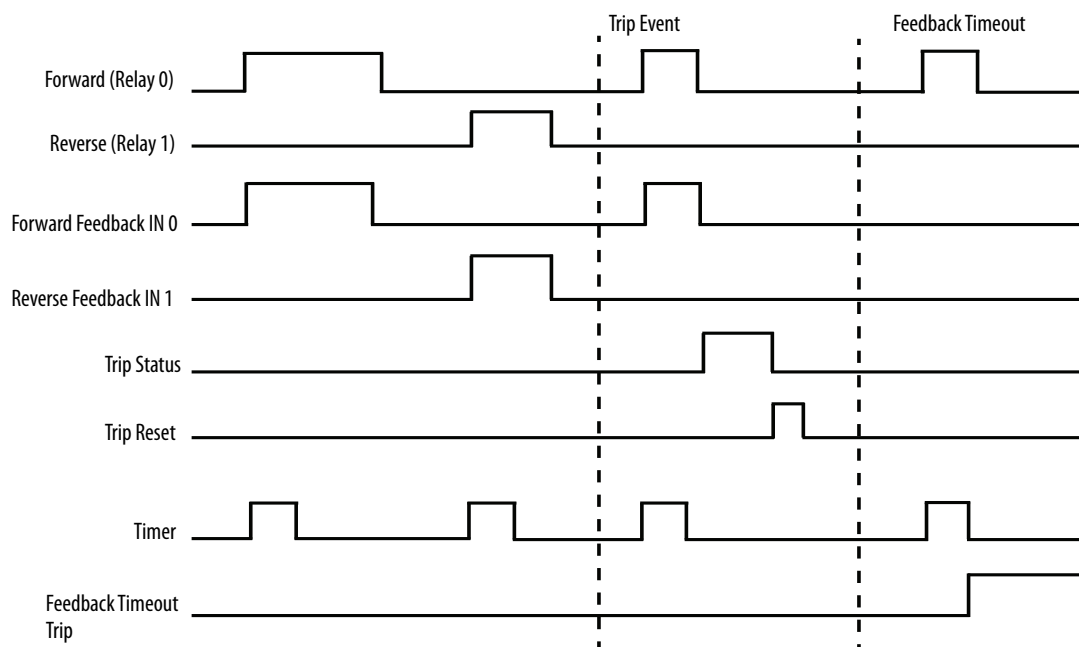 Trip Event
Feedback Timeout
Forward (Relay 0)
Reverse (Relay 1)
Forward Feedback IN 0
Reverse Feedback IN 1
Trip Status
Trip Reset
Timer
Feedback Timeout
Trip